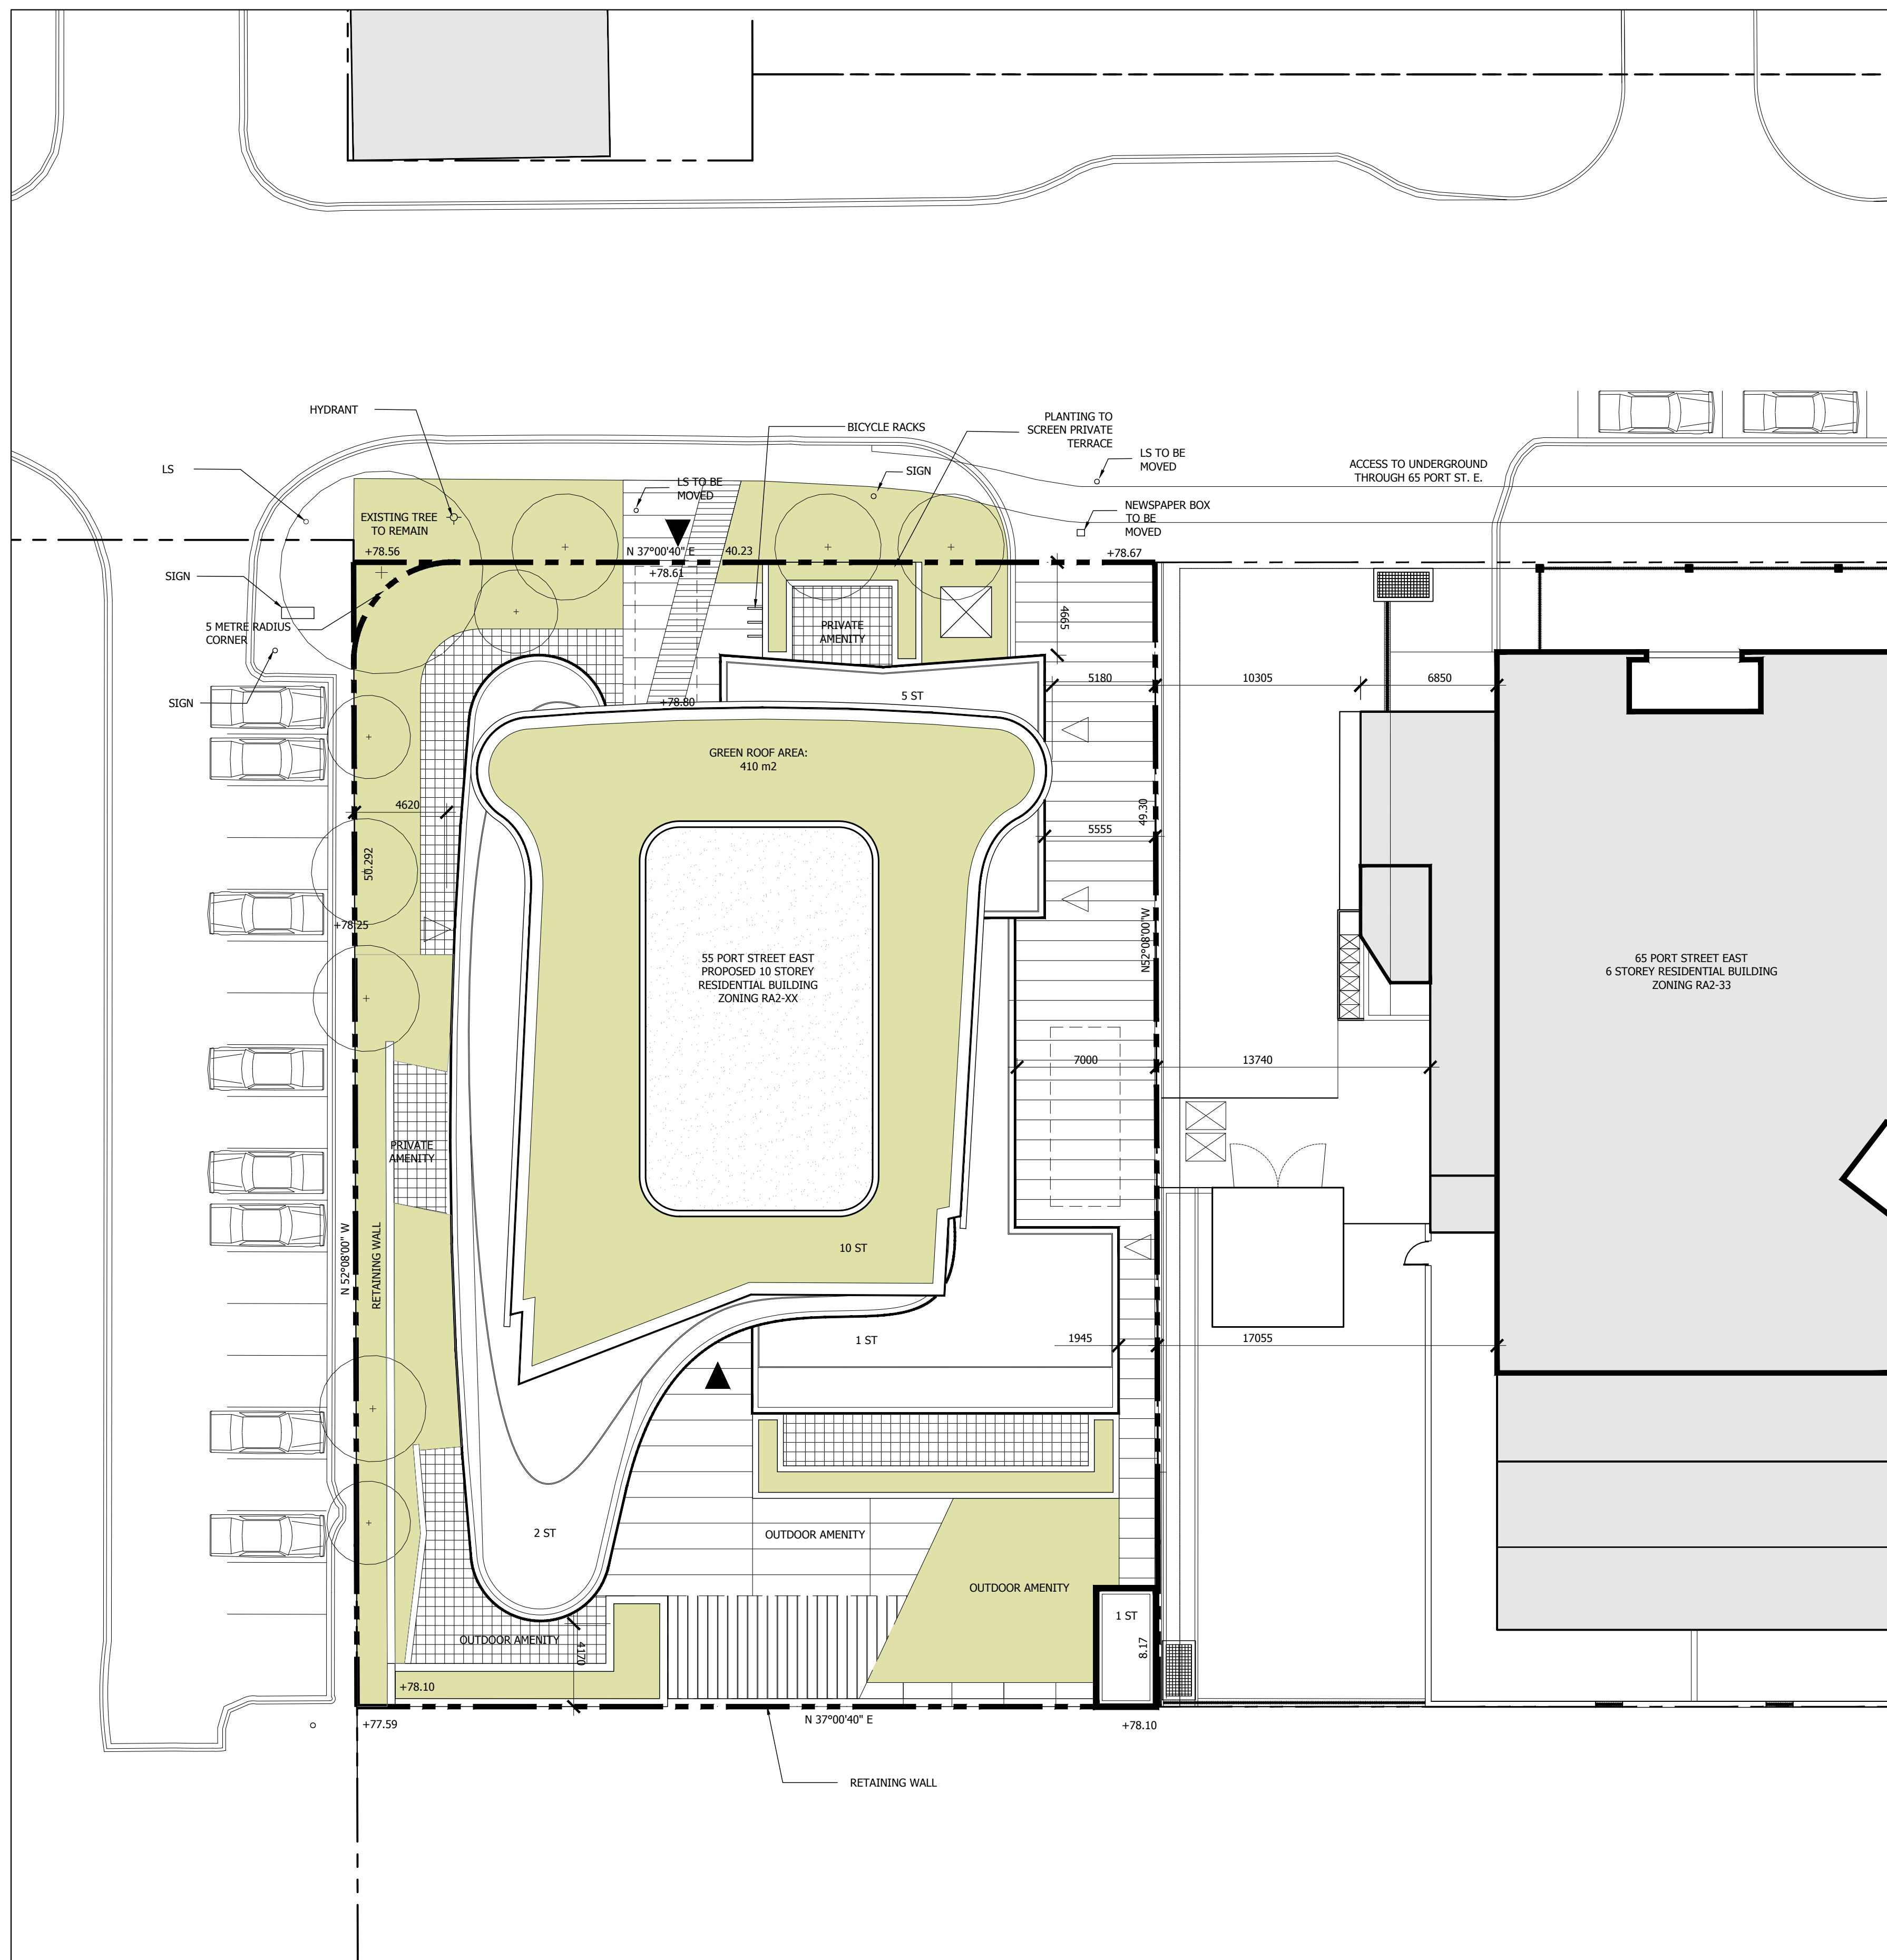 HYDRANT
BICYCLE RACKS
PLANTING TO
SCREEN PRIVATE
TERRACE
LS
SIGN
LS TO BE
MOVED
LS TO BE
MOVED
ACCESS TO UNDERGROUND
THROUGH 65 PORT ST. E.
EXISTING TREE
TO REMAIN
NEWSPAPER BOX
TO BE
MOVED
+78.56
N 37°00'40" E
40.23
+78.67
+78.61
SIGN
5 METRE RADIUS
CORNER
PRIVATE
AMENITY
4665
SIGN
+78.80
5 ST
5180
10305
6850
GREEN ROOF AREA:
410 m2
4620
49.30
5555
50.292
+78.25
N52°08'00"W
55 PORT STREET EAST
PROPOSED 10 STOREY
RESIDENTIAL BUILDING
ZONING RA2-XX
65 PORT STREET EAST
6 STOREY RESIDENTIAL BUILDING
ZONING RA2-33
7000
13740
PRIVATE
AMENITY
N 52°08'00" W
RETAINING WALL
10 ST
1 ST
1945
17055
2 ST
OUTDOOR AMENITY
OUTDOOR AMENITY
1 ST
OUTDOOR AMENITY
4170
8.17
+78.10
+77.59
N 37°00'40" E
+78.10
RETAINING WALL